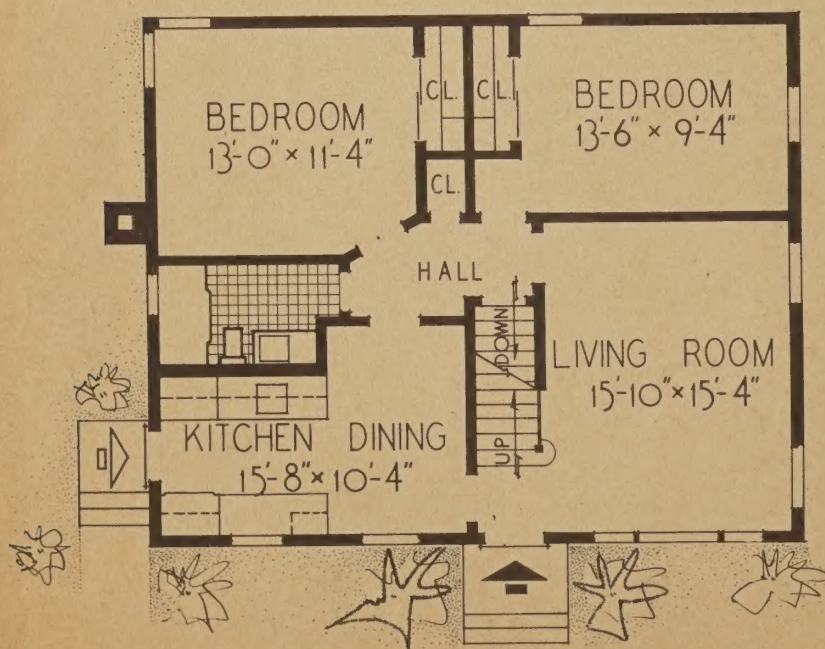 BEDROOM
13'-0" × 11'-4"
CL.
CL.
BEDROOM
13'-6" × 9'-4"
CL.
HALL
DOWN
UP
LIVING ROOM
15'-10" × 15'-4"
KITCHEN DINING
15'-8" × 10'-4"